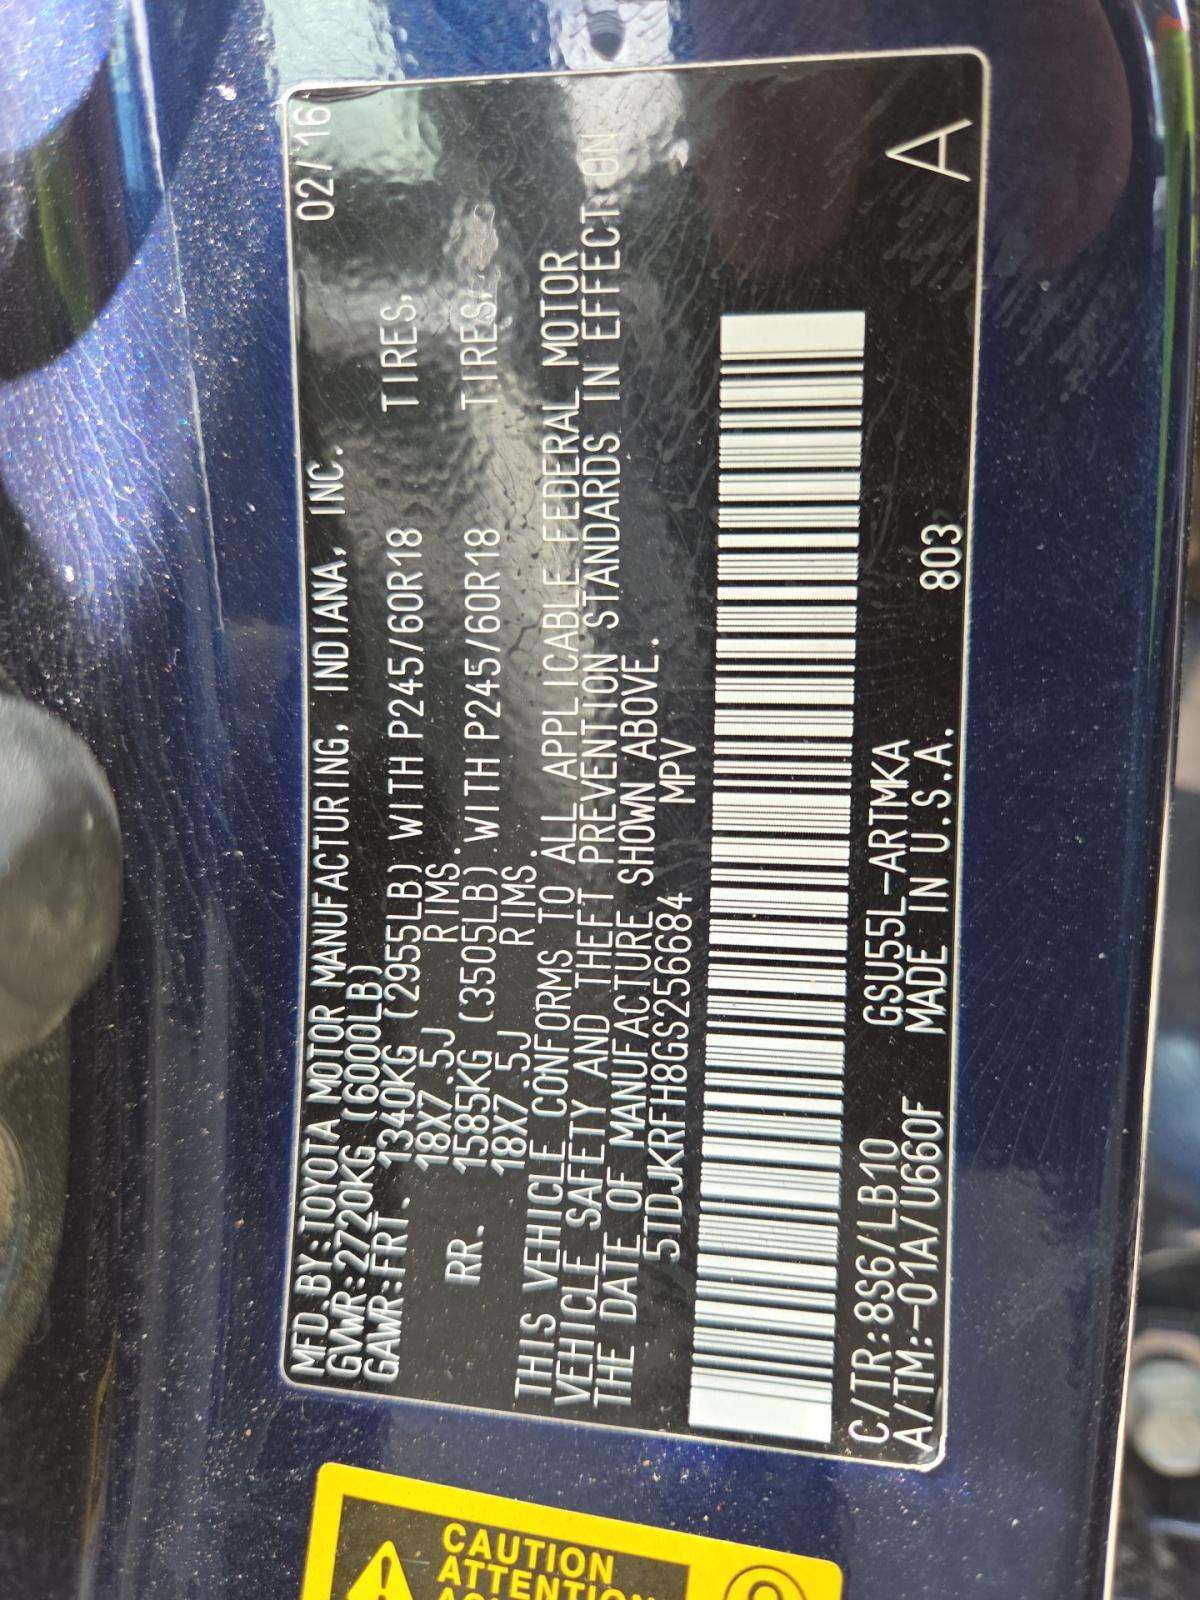 MFD.BY:TOYOTA MOTOR MANUFACTURING, INDIANA, INC. 02/16
GVWR:2720KG (6000LB)
GAWR:FRT. 1340KG (2955LB) WITH P245/60R18 TIRES,
18X7.5J RIMS.
RR. 1585KG (3505LB) WITH P245/60R18 TIRES,
18X7.5J RIMS.
THIS VEHICLE CONFORMS TO ALL APPLICABLE FEDERAL MOTOR
VEHICLE SAFETY AND THEFT PREVENTION STANDARDS IN EFFECT ON
THE DATE OF MANUFACTURE SHOWN ABOVE.
5TDJKRFH8GS256684 MPV
C/TR:8S6/LB10 GSU55L-ARTMKA
A/TM:-01A/U660F MADE IN U.S.A. 803 A
CAUTION
ATTENTION